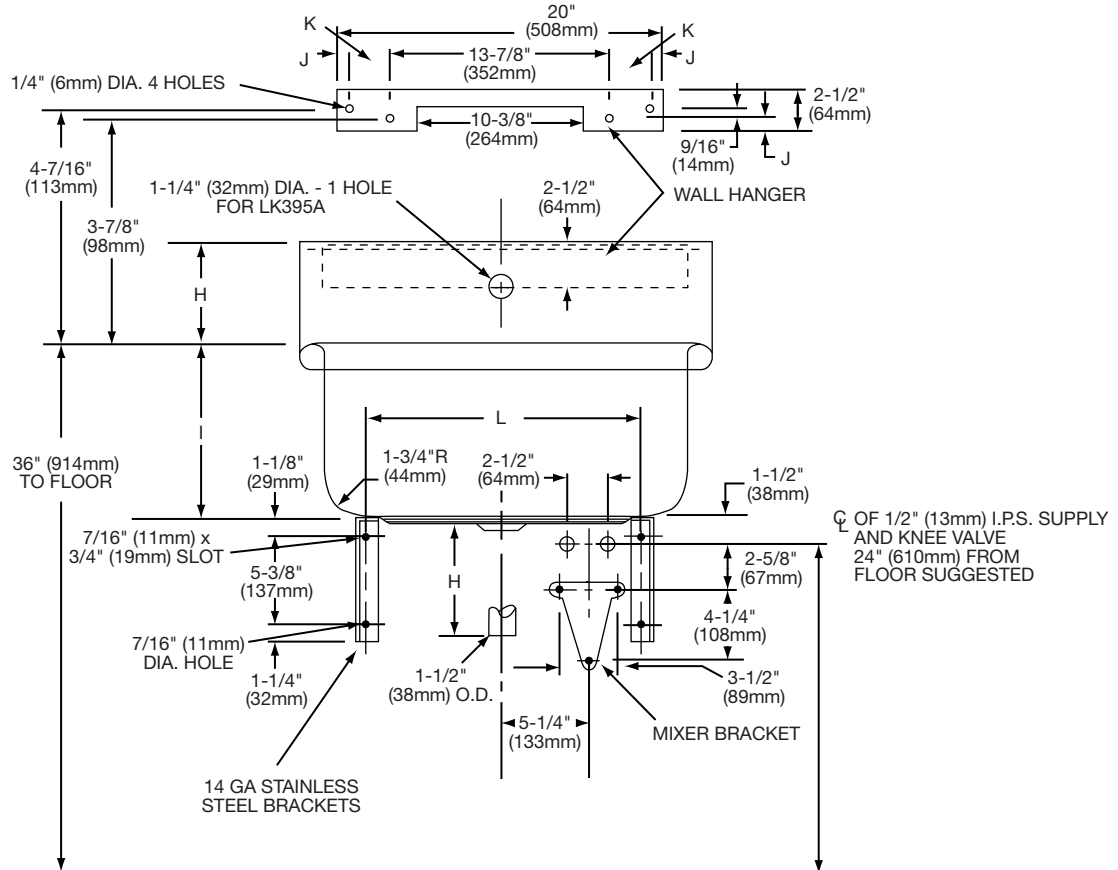 20"
(508mm)
K
K
J
J
13-7/8"
(352mm)
1/4" (6mm) DIA. 4 HOLES
2-1/2"
(64mm)
10-3/8"
(264mm)
9/16"
(14mm)
J
4-7/16"
(113mm)
1-1/4" (32mm) DIA. - 1 HOLE
FOR LK395A
2-1/2"
(64mm)
WALL HANGER
3-7/8"
(98mm)
H
I
L
36" (914mm)
TO FLOOR
1-1/8"
(29mm)
1-3/4"R
(44mm)
2-1/2"
(64mm)
1-1/2"
(38mm)
7/16" (11mm) x
3/4" (19mm) SLOT
℄ OF 1/2" (13mm) I.P.S. SUPPLY
AND KNEE VALVE
24" (610mm) FROM
FLOOR SUGGESTED
5-3/8"
(137mm)
H
2-5/8"
(67mm)
4-1/4"
(108mm)
7/16" (11mm)
DIA. HOLE
1-1/4"
(32mm)
1-1/2"
(38mm) O.D.
3-1/2"
(89mm)
5-1/4"
(133mm)
MIXER BRACKET
14 GA STAINLESS
STEEL BRACKETS